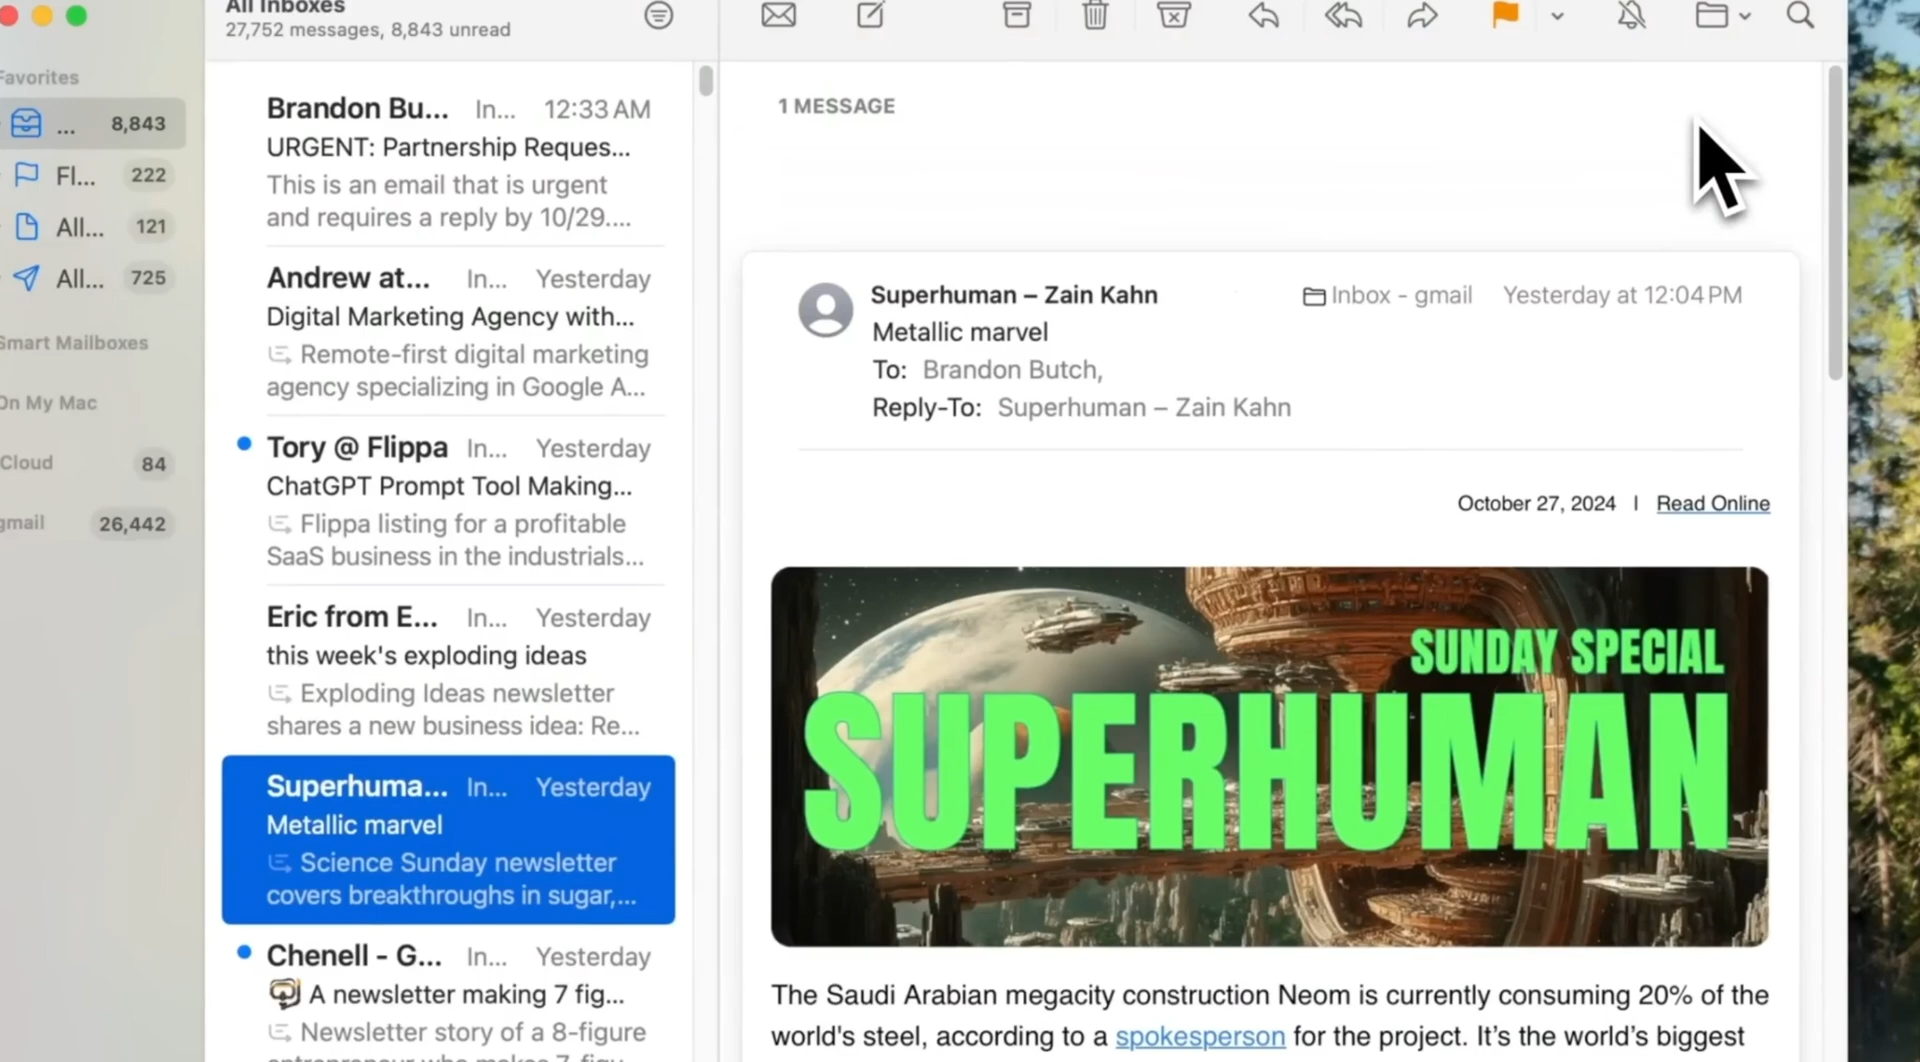 All Inboxes
27,752 messages, 8,843 unread
Favorites
... 8,843
Fl... 222
All... 121
All... 725
Smart Mailboxes
On My Mac
iCloud 84
gmail 26,442
Brandon Bu... In... 12:33 AM
URGENT: Partnership Reques...
This is an email that is urgent
and requires a reply by 10/29....
Andrew at... In... Yesterday
Digital Marketing Agency with...
Remote-first digital marketing
agency specializing in Google A...
Tory @ Flippa In... Yesterday
ChatGPT Prompt Tool Making...
Flippa listing for a profitable
SaaS business in the industrials...
Eric from E... In... Yesterday
this week's exploding ideas
Exploding Ideas newsletter
shares a new business idea: Re...
Superhuma... In... Yesterday
Metallic marvel
Science Sunday newsletter
covers breakthroughs in sugar,...
Chenell - G... In... Yesterday
🤿 A newsletter making 7 fig...
Newsletter story of a 8-figure
1 MESSAGE
Superhuman – Zain Kahn Inbox - gmail Yesterday at 12:04 PM
Metallic marvel
To: Brandon Butch,
Reply-To: Superhuman – Zain Kahn
October 27, 2024 | Read Online
SUNDAY SPECIAL
SUPERHUMAN
The Saudi Arabian megacity construction Neom is currently consuming 20% of the
world's steel, according to a spokesperson for the project. It's the world's biggest